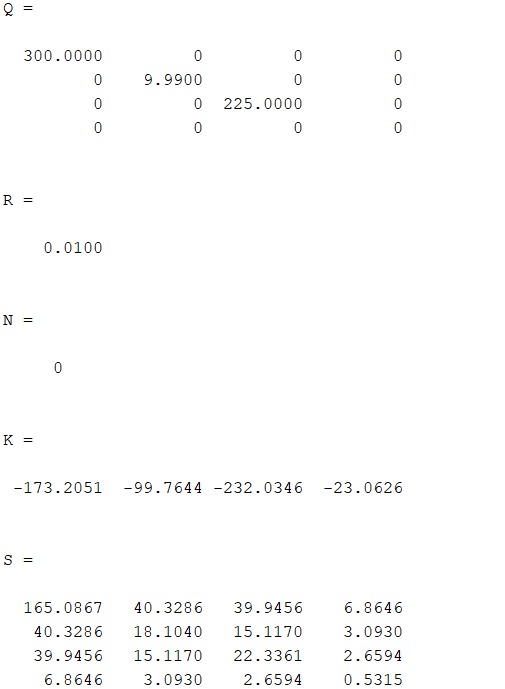 Q =
300.0000 0 0 0
0 9.9900 0 0
0 0 225.0000 0
0 0 0 0
R =
0.0100
N =
0
K =
-173.2051 -99.7644 -232.0346 -23.0626
S =
165.0867 40.3286 39.9456 6.8646
40.3286 18.1040 15.1170 3.0930
39.9456 15.1170 22.3361 2.6594
6.8646 3.0930 2.6594 0.5315